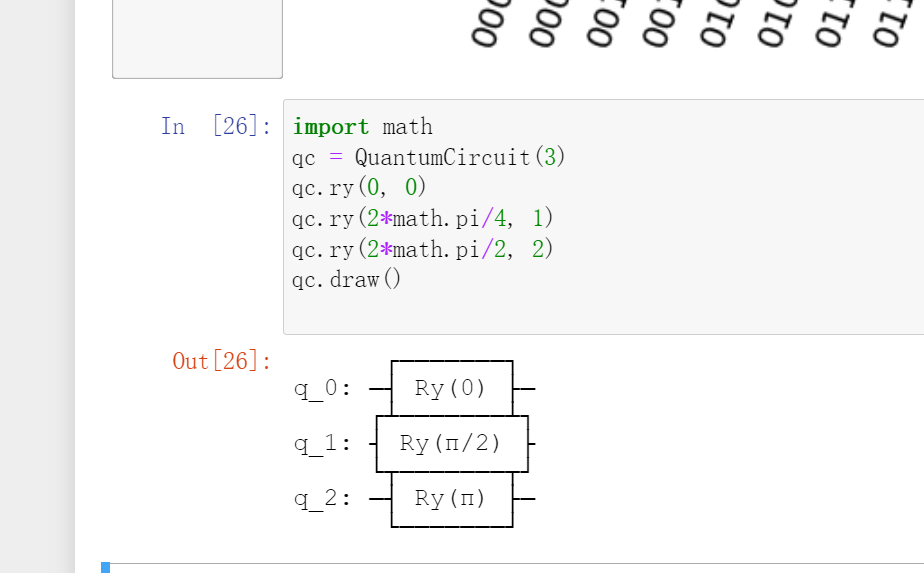 In [26]:
import math
qc = QuantumCircuit(3)
qc.ry(0, 0)
qc.ry(2*math.pi/4, 1)
qc.ry(2*math.pi/2, 2)
qc.draw()
Out[26]:
q_0: Ry(0)
q_1: Ry(π/2)
q_2: Ry(π)